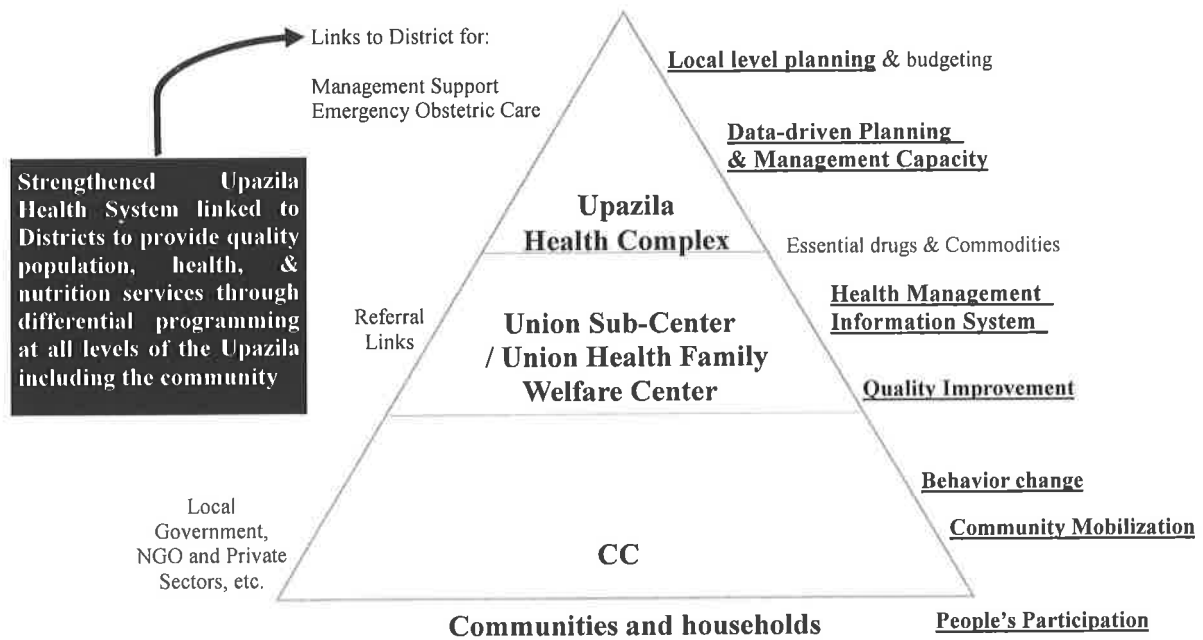 Links to District for:
Management Support
Emergency Obstetric Care
Strengthened Upazila
Health System linked to
Districts to provide quality
population, health, &
nutrition services through
differential programming
at all levels of the Upazila
including the community
Local level planning & budgeting
Data-driven Planning
& Management Capacity
Upazila
Health Complex
Essential drugs & Commodities
Referral
Links
Union Sub-Center
/ Union Health Family
Welfare Center
Health Management
Information System
Quality Improvement
Behavior change
Local
Government,
NGO and Private
Sectors, etc.
Community Mobilization
CC
Communities and households
People's Participation